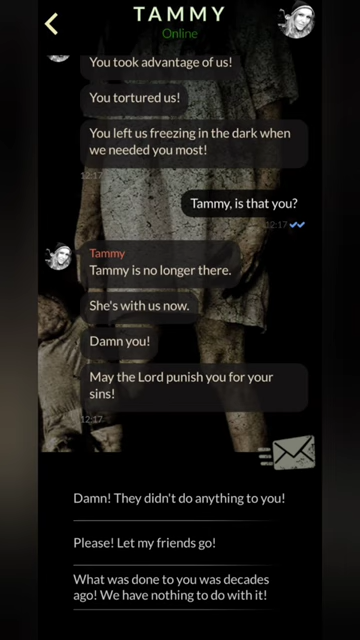 TAMMY
Online
You took advantage of us!
You tortured us!
You left us freezing in the dark when
we needed you most!
12:17
Tammy, is that you?
12:17
Tammy
Tammy is no longer there.
She's with us now.
Damn you!
May the Lord punish you for your
sins!
12:17
Damn! They didn't do anything to you!
Please! Let my friends go!
What was done to you was decades
ago! We have nothing to do with it!